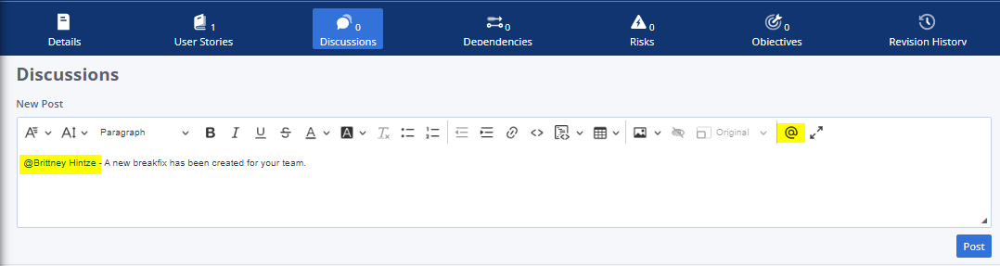 1 0 0 0 0
Details User Stories Discussions Dependencies Risks Objectives Revision History
Discussions
New Post
Paragraph B I U S A A Tx Original @
@Brittney Hintze - A new breakfix has been created for your team.
Post